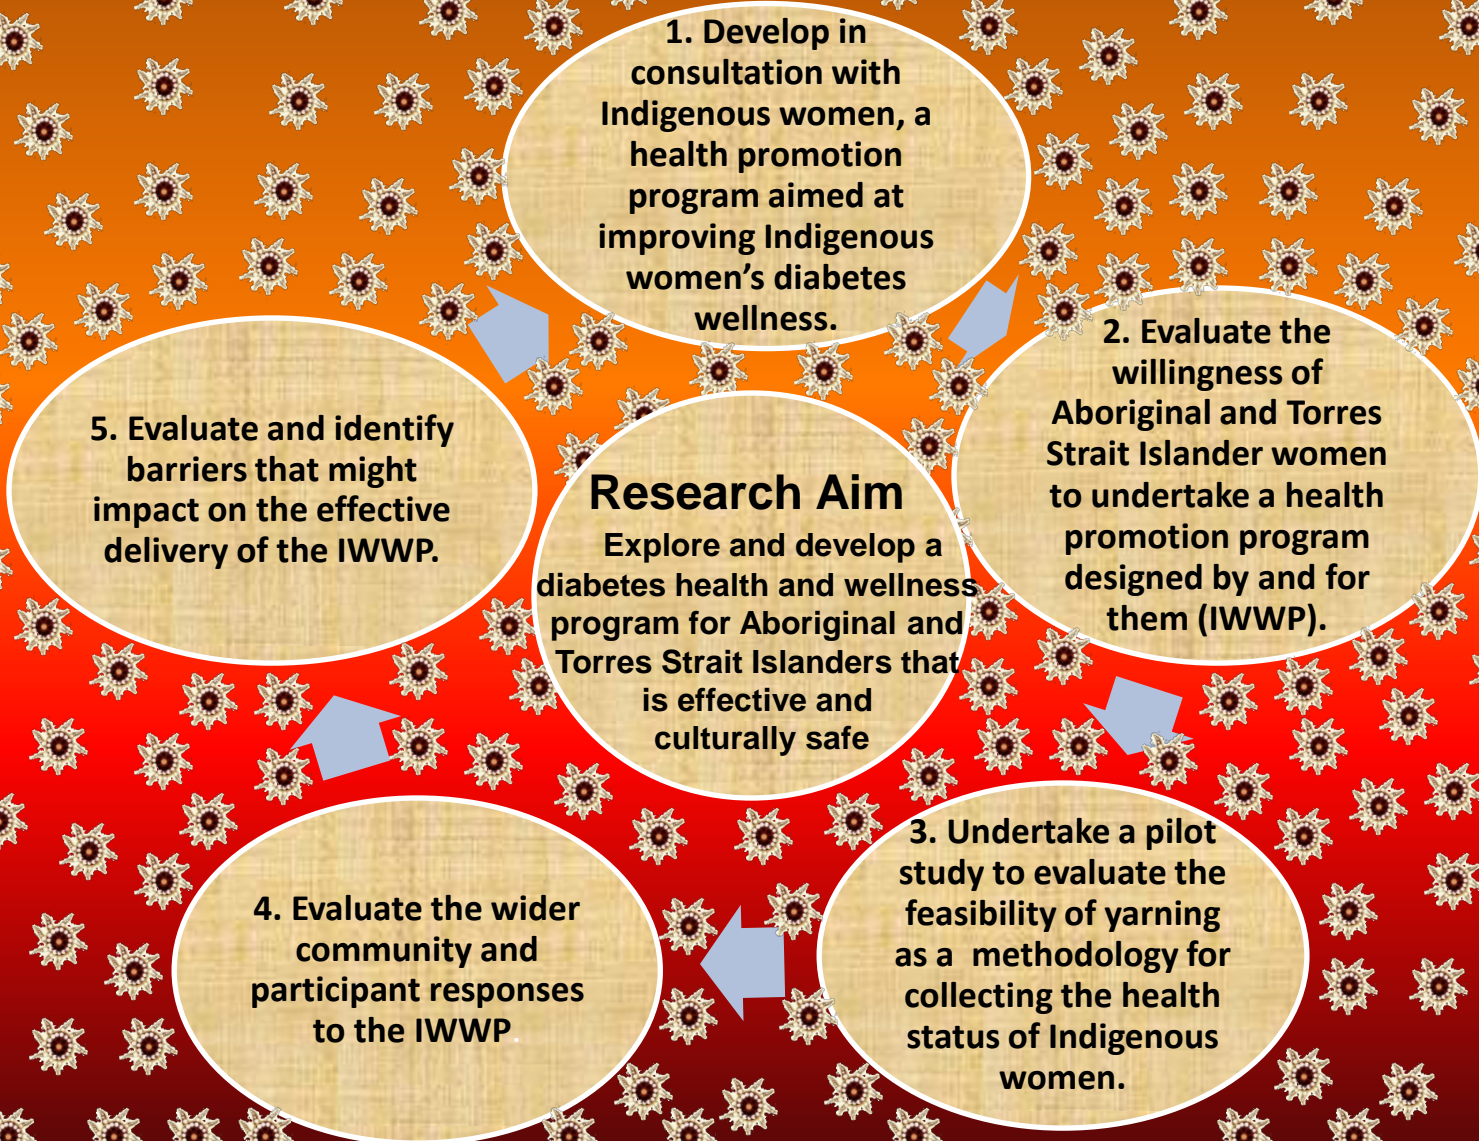 1. Develop in
consultation with
Indigenous women, a
health promotion
program aimed at
improving Indigenous
women’s diabetes
wellness.
2. Evaluate the
willingness of
Aboriginal and Torres
Strait Islander women
to undertake a health
promotion program
designed by and for
them (IWWP).
3. Undertake a pilot
study to evaluate the
feasibility of yarning
as a methodology for
collecting the health
status of Indigenous
women.
4. Evaluate the wider
community and
participant responses
to the IWWP.
5. Evaluate and identify
barriers that might
impact on the effective
delivery of the IWWP.
Research Aim
Explore and develop a
diabetes health and wellness
program for Aboriginal and
Torres Strait Islanders that
is effective and
culturally safe